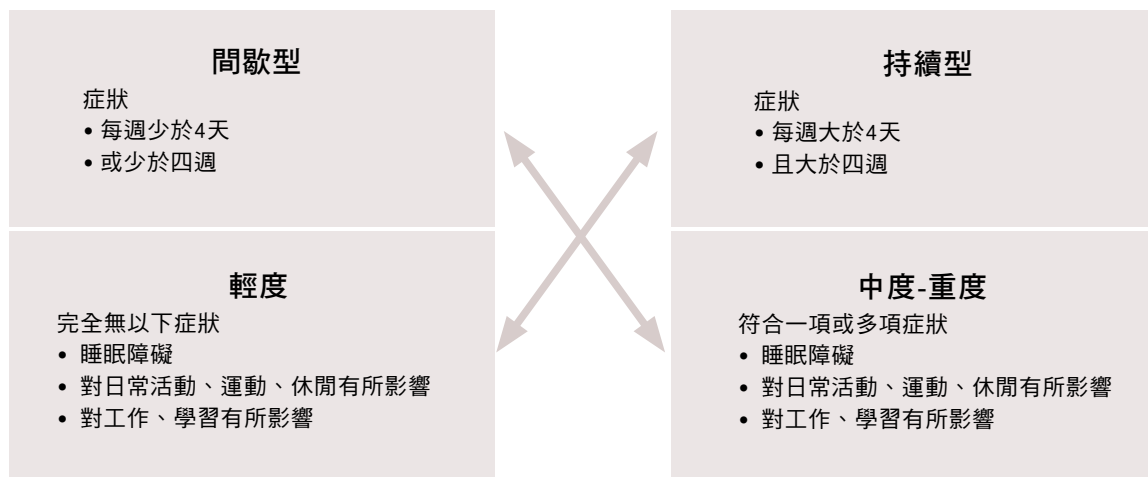 間歇型
症狀
• 每週少於4天
• 或少於四週
持續型
症狀
• 每週大於4天
• 且大於四週
輕度
完全無以下症狀
• 睡眠障礙
• 對日常活動、運動、休閒有所影響
• 對工作、學習有所影響
中度-重度
符合一項或多項症狀
• 睡眠障礙
• 對日常活動、運動、休閒有所影響
• 對工作、學習有所影響